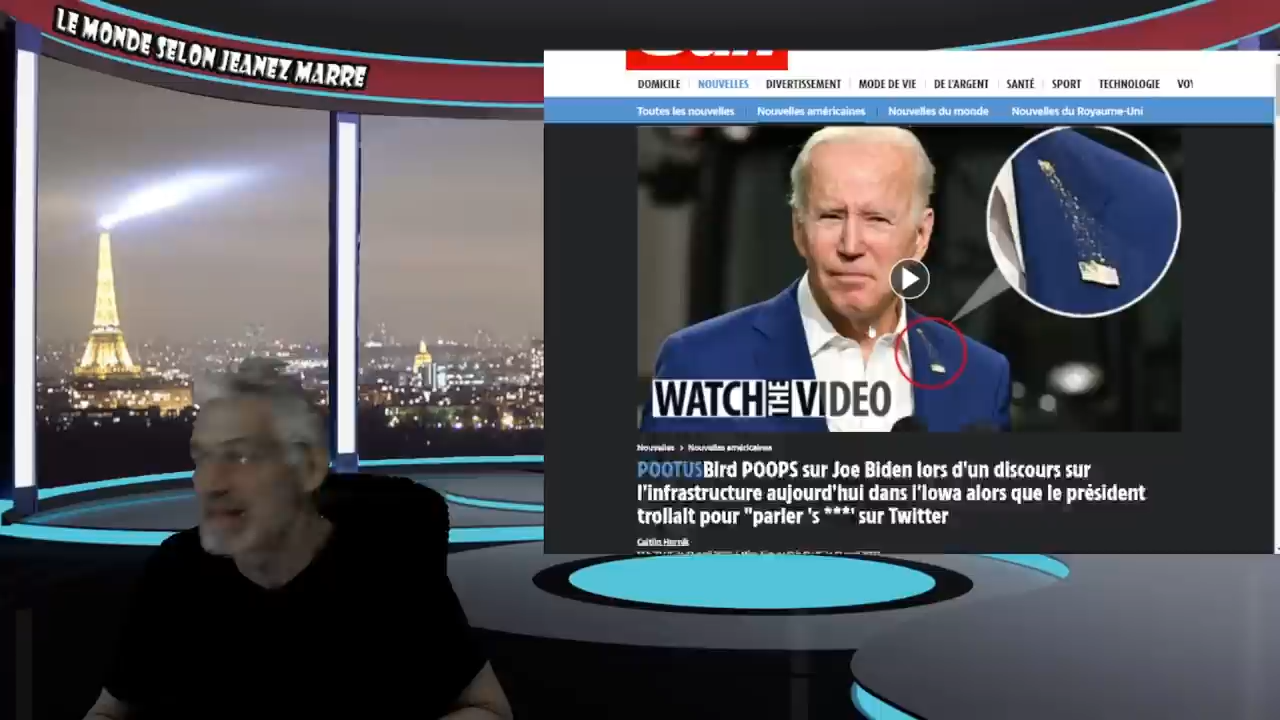 LE MONDE SELON JEANEZ MARRE
DOMICILE NOUVELLES DIVERTISSEMENT MODE DE VIE DE L'ARGENT SANTÉ SPORT TECHNOLOGIE
Toutes les nouvelles Nouvelles américaines Nouvelles du monde Nouvelles du Royaume-Uni
WATCH THE VIDEO
Nouvelles > Nouvelles américaines
POOTUSBird POOPS sur Joe Biden lors d'un discours sur
l'infrastructure aujourd'hui dans l'Iowa alors que le président
trollait pour "parler 's ***' sur Twitter
Caitlin Hornik